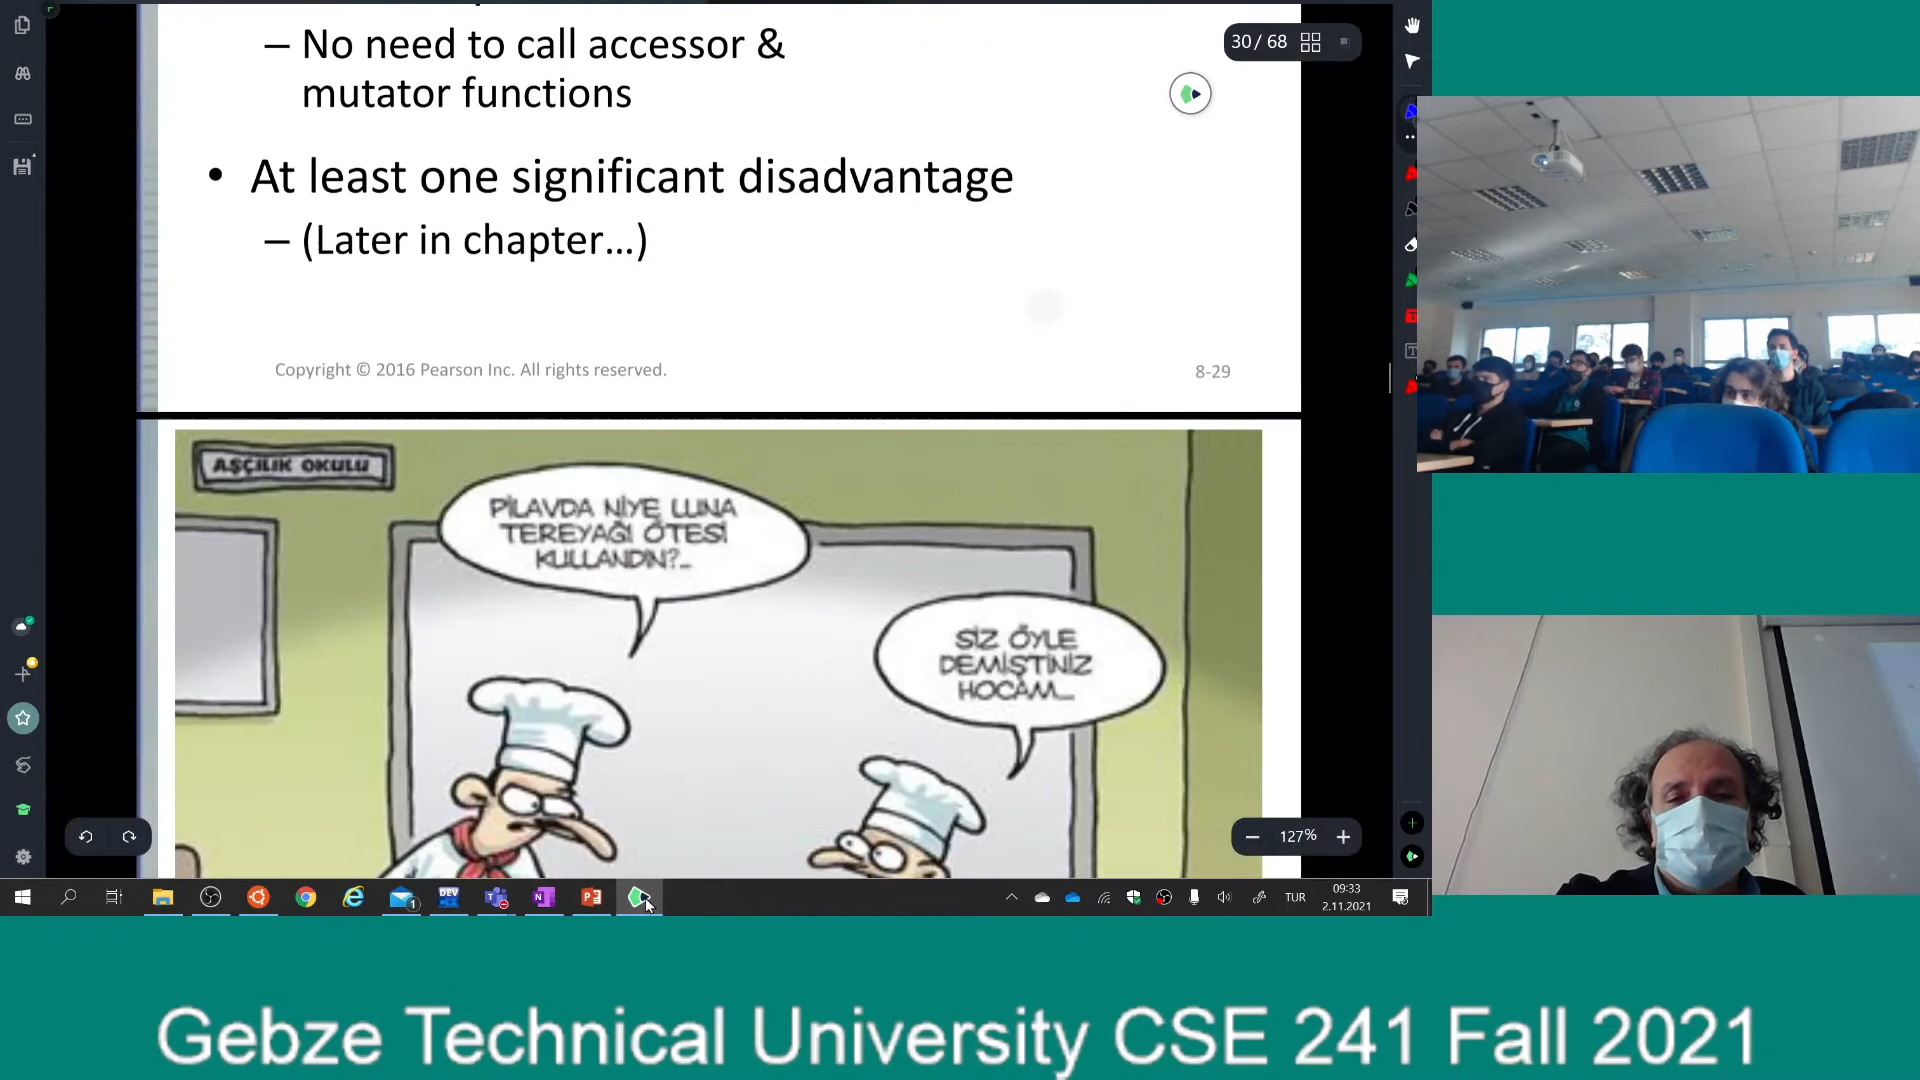 – No need to call accessor &
mutator functions
• At least one significant disadvantage
– (Later in chapter…)
30 / 68
Copyright © 2016 Pearson Inc. All rights reserved.
8-29
AŞÇILIK OKULU
PİLAVDA NİYE LUNA
TEREYAĞI ÖTESİ
KULLANDIN?..
SİZ ÖYLE
DEMİŞTİNİZ
HOCAM...
127%
DEV
1
TUR
09:33
2.11.2021
Gebze Technical University CSE 241 Fall 2021